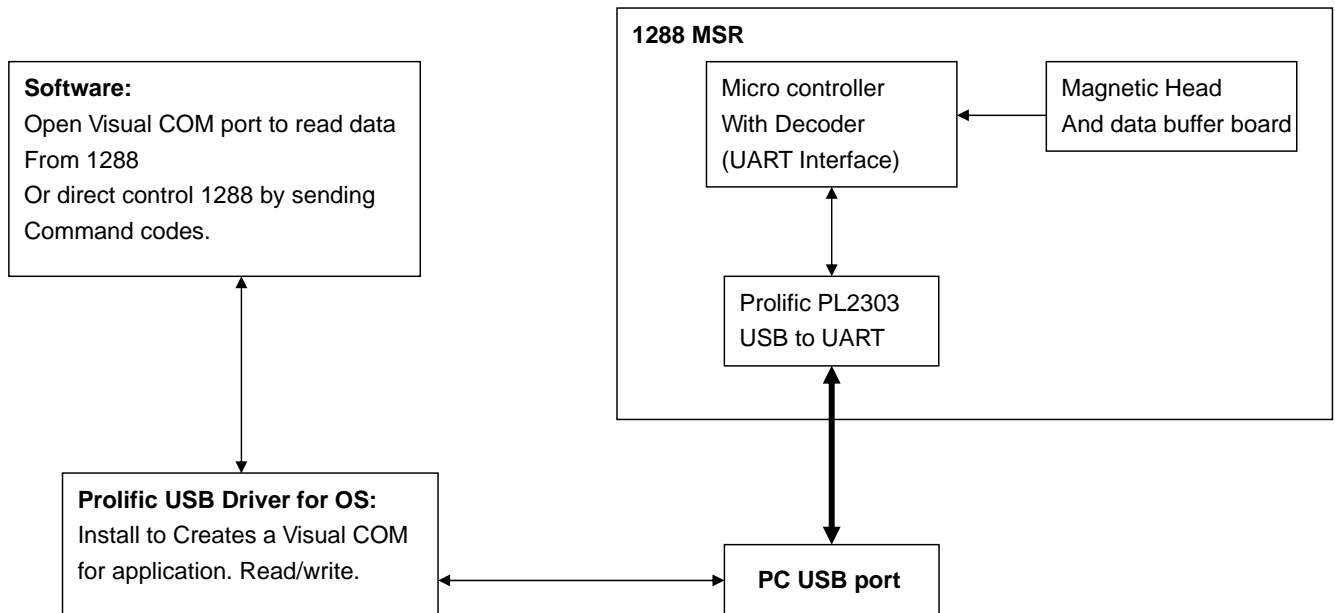 1288 MSR
Software:
Open Visual COM port to read data
From 1288
Or direct control 1288 by sending
Command codes.
Micro controller
With Decoder
(UART Interface)
Magnetic Head
And data buffer board
Prolific PL2303
USB to UART
Prolific USB Driver for OS:
Install to Creates a Visual COM
for application. Read/write.
PC USB port